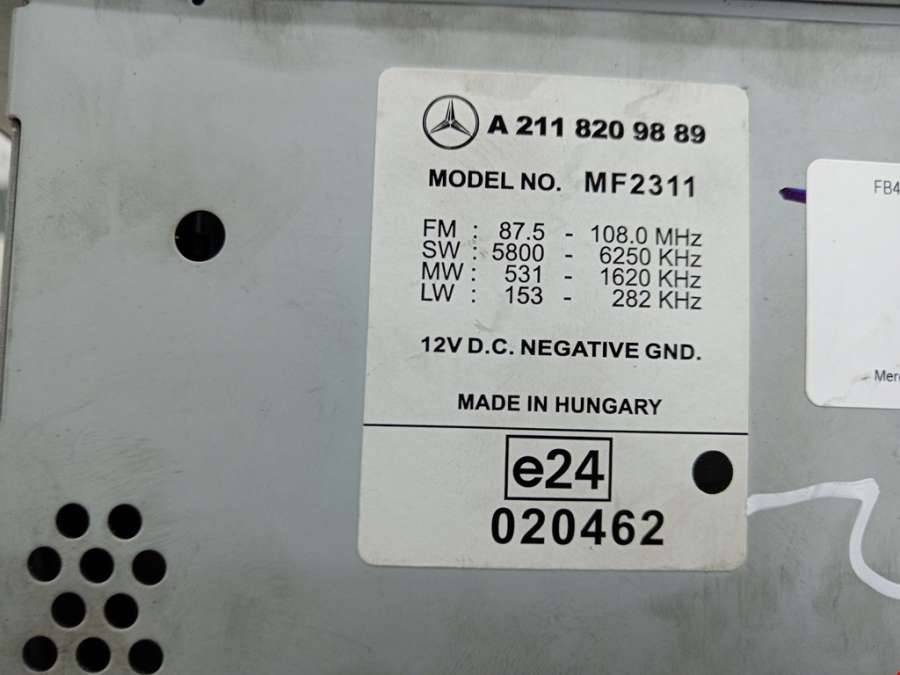 A 211 820 98 89
MODEL NO. MF2311
FM : 87.5 - 108.0 MHz
SW : 5800 - 6250 KHz
MW : 531 - 1620 KHz
LW : 153 - 282 KHz
12V D.C. NEGATIVE GND.
MADE IN HUNGARY
e24
020462
FB4
Merc